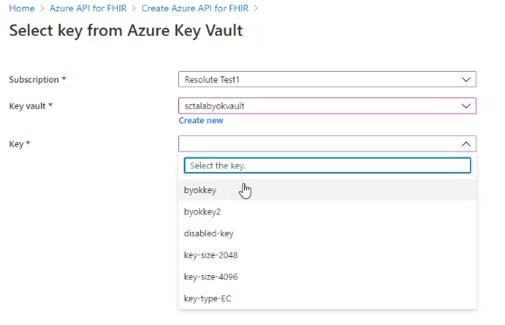 Home > Azure API for FHIR > Create Azure API for FHIR >
Select key from Azure Key Vault
Subscription *
Resolute Test1
Key vault *
sctalabyokvault
Create new
Key *
Select the key.
byokkey
byokkey2
disabled-key
key-size-2048
key-size-4096
key-type-EC